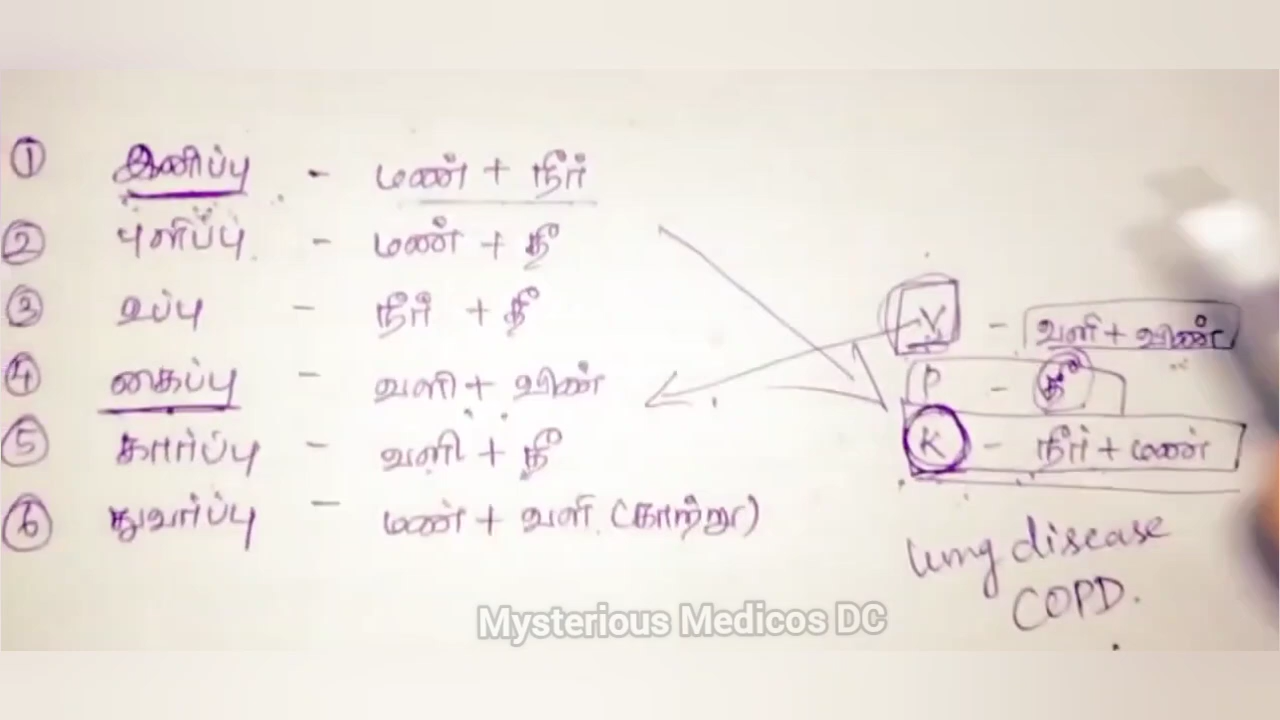 ① இனிப்பு - மண் + நீர்
② புளிப்பு - மண் + தீ
③ உப்பு - நீர் + தீ
④ கைப்பு - வளி + விண்
⑤ கார்ப்பு - வளி + தீ
⑥ துவர்ப்பு - மண் + வளி (காற்று)
V - வளி + விண்
P - தீ
K - நீர் + மண்
lung disease
COPD.
Mysterious Medicos DC